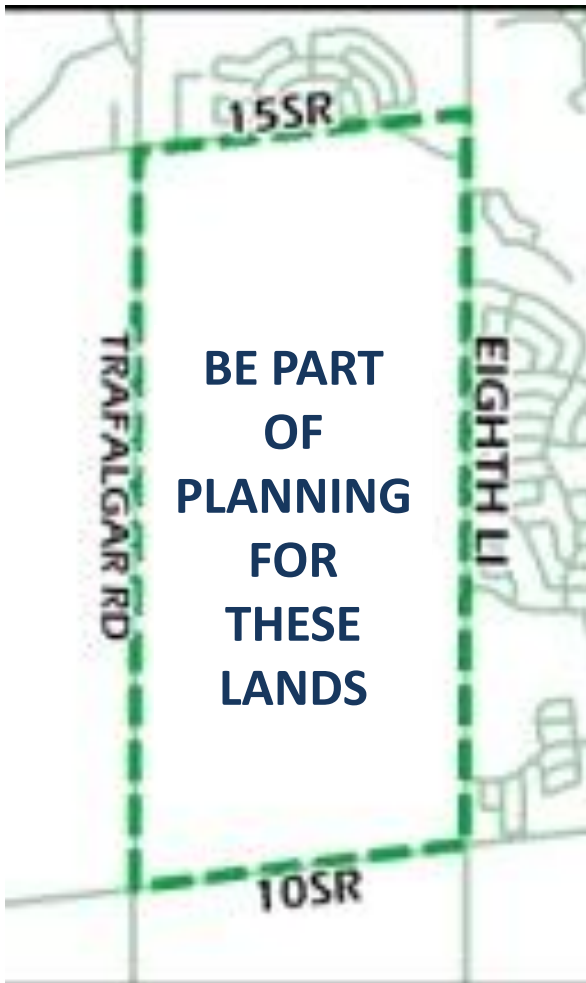 15SR
TRAFALGAR RD
EIGHTH LI
BE PART
OF
PLANNING
FOR
THESE
LANDS
10SR